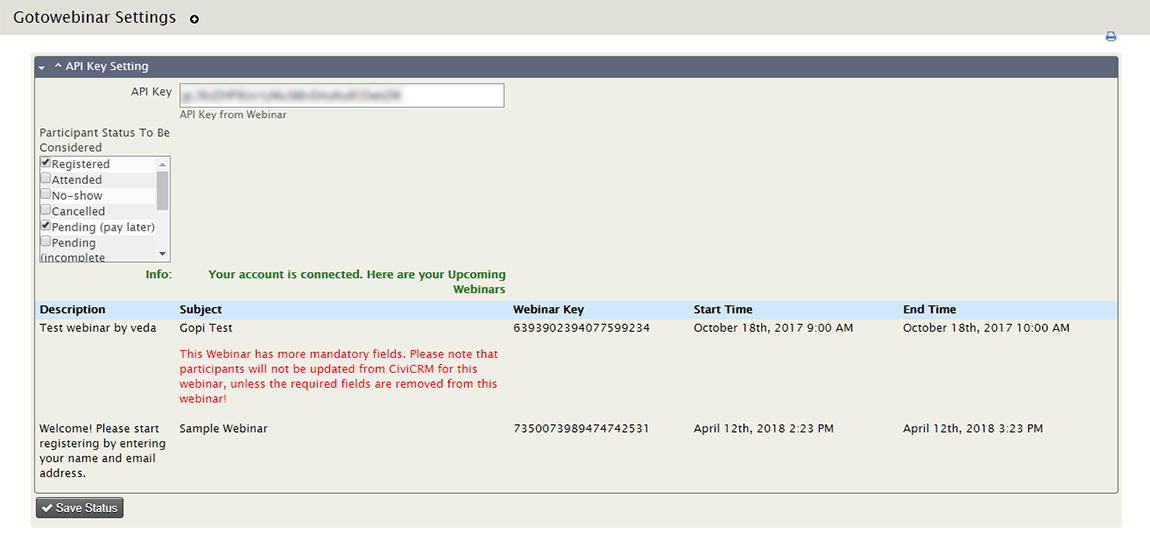 Gotowebinar Settings
API Key Setting
API Key
API Key from Webinar
Participant Status To Be
Considered
Registered
Attended
No-show
Cancelled
Pending (pay later)
Pending
(incomplete
Info: Your account is connected. Here are your Upcoming
Webinars
Description Subject Webinar Key Start Time End Time
Test webinar by veda Gopi Test 6393902394077599234 October 18th, 2017 9:00 AM October 18th, 2017 10:00 AM
This Webinar has more mandatory fields. Please note that
participants will not be updated from CiviCRM for this
webinar, unless the required fields are removed from this
webinar!
Welcome! Please start Sample Webinar 7350073989474742531 April 12th, 2018 2:23 PM April 12th, 2018 3:23 PM
registering by entering
your name and email
address.
Save Status